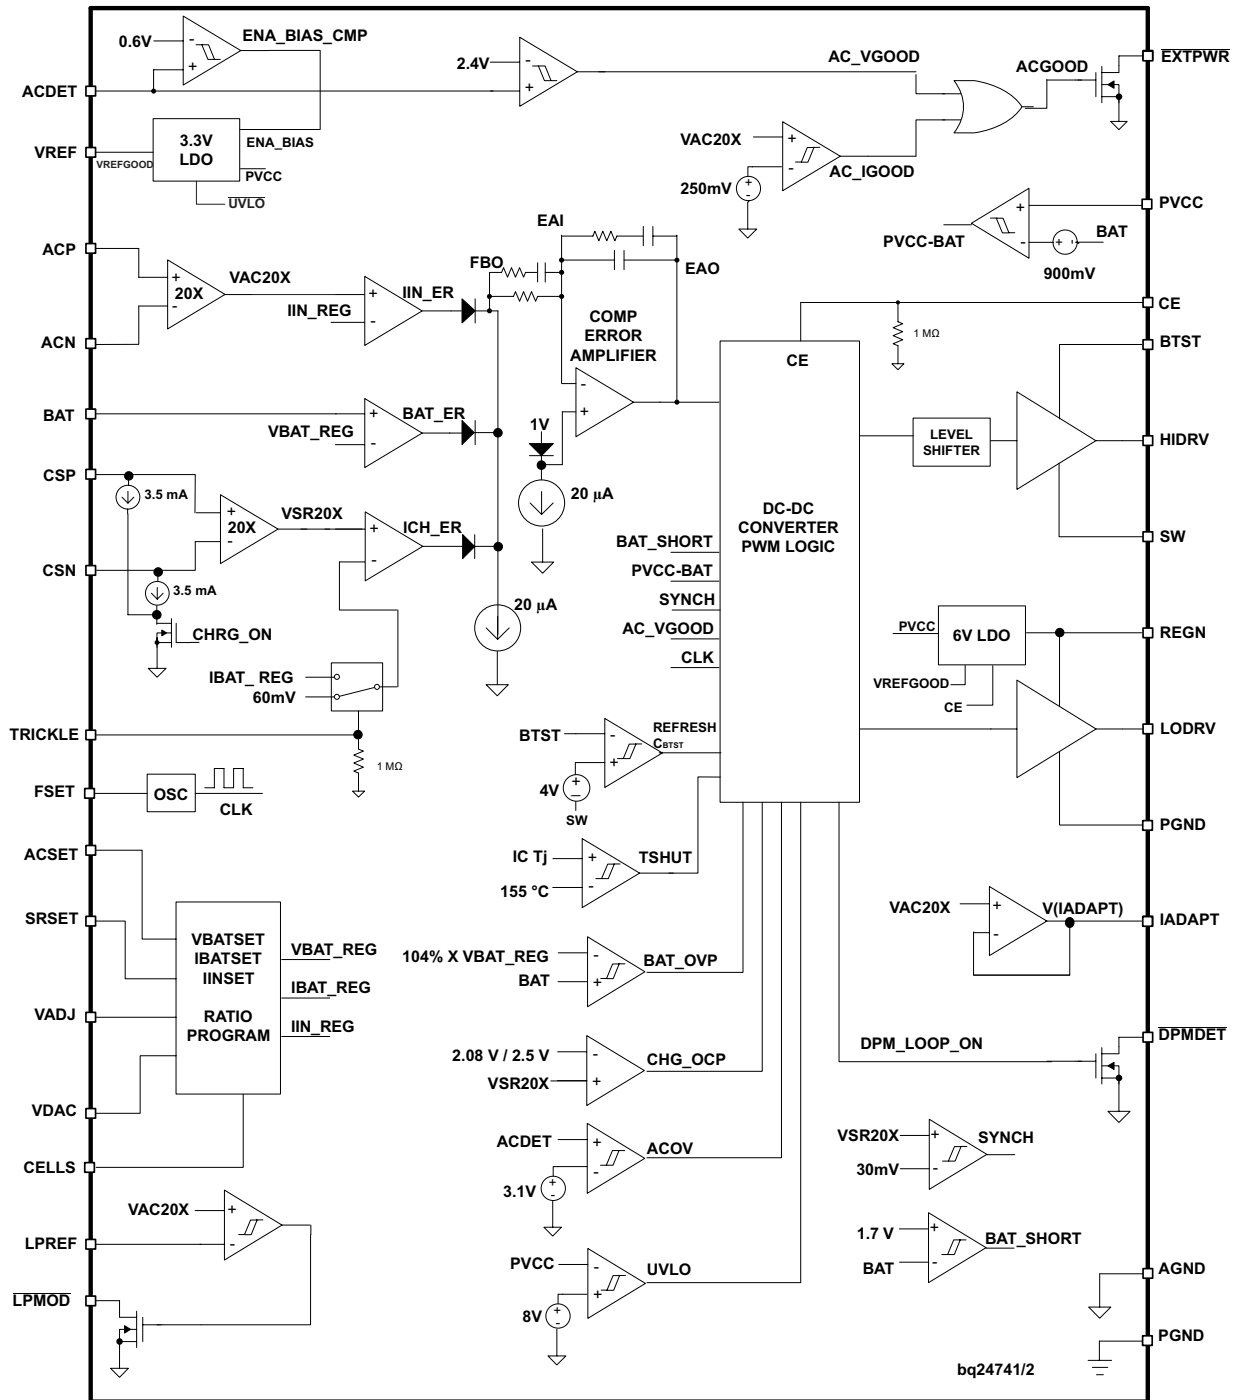 0.6V
ENA_BIAS_CMP
2.4V
AC_VGOOD
ACGOOD
EXTPWR
ACDET
3.3V
LDO
ENA_BIAS
VREF
VREFGOOD
PVCC
UVLO
VAC20X
AC_IGOOD
250mV
PVCC
PVCC-BAT
BAT
900mV
ACP
20X
VAC20X
IIN_REG
IIN_ER
ACN
EAI
FBO
EAO
COMP
ERROR
AMPLIFIER
CE
1 MΩ
CE
BTST
BAT
VBAT_REG
BAT_ER
1V
20 µA
LEVEL
SHIFTER
HIDRV
CSP
3.5 mA
20X
VSR20X
ICH_ER
CSN
3.5 mA
CHRG_ON
20 µA
DC-DC
CONVERTER
PWM LOGIC
BAT_SHORT
PVCC-BAT
SYNCH
AC_VGOOD
CLK
SW
PVCC
6V LDO
REGN
VREFGOOD
CE
IBAT_ REG
60mV
TRICKLE
1 MΩ
BTST
REFRESH
CBTST
4V
SW
LODRV
FSET
OSC
CLK
PGND
ACSET
IC Tj
155 °C
TSHUT
SRSET
VBATSET
IBATSET
IINSET
RATIO
PROGRAM
VBAT_REG
IBAT_REG
IIN_REG
VADJ
VDAC
CELLS
VAC20X
V(IADAPT)
IADAPT
104% X VBAT_REG
BAT
BAT_OVP
2.08 V / 2.5 V
VSR20X
CHG_OCP
DPM_LOOP_ON
DPMDET
ACDET
ACOV
3.1V
VSR20X
30mV
SYNCH
VAC20X
LPREF
LPMOD
PVCC
UVLO
8V
1.7 V
BAT
BAT_SHORT
AGND
PGND
bq24741/2